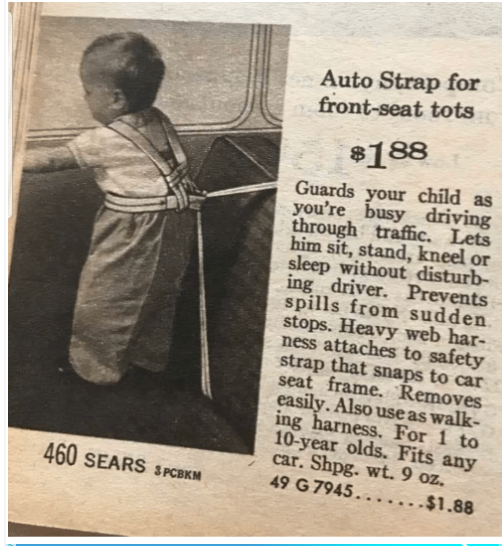 Auto Strap for
front-seat tots
$1 88
Guards your child as
you're busy driving
through traffic. Lets
him sit, stand, kneel or
sleep without disturb-
ing driver. Prevents
spills from sudden
stops. Heavy web har-
ness attaches to safety
strap that snaps to car
seat frame. Removes
easily. Also use as walk-
ing harness. For 1 to
10-year olds. Fits any
car. Shpg. wt. 9 oz.
49 G 7945.......$1.88
460 SEARS 3 PCBKM